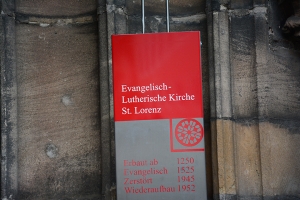 Evangelisch-
Lutherische Kirche
St. Lorenz
Erbaut ab 1250
Evangelisch 1525
Zerstört 1945
Wiederaufbau 1952